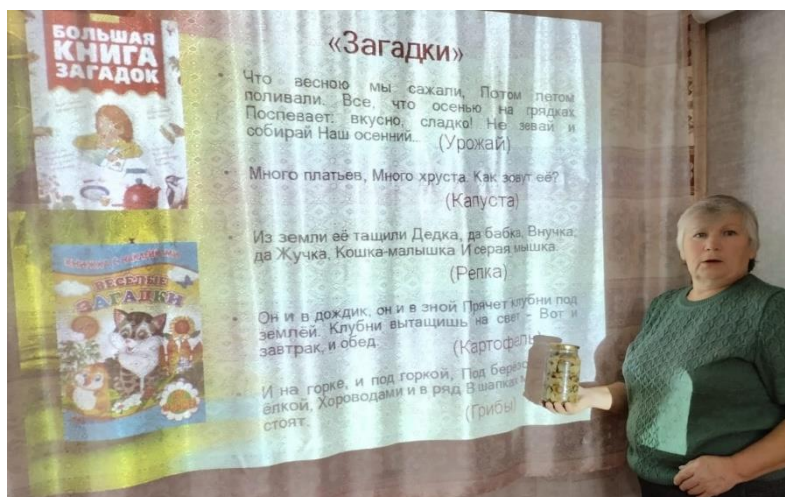 БОЛЬШАЯ
КНИГА
ЗАГАДОК
«Загадки»
• Что весною мы сажали, Потом летом
поливали. Все, что осенью на грядках
Поспевает: вкусно, сладко! Не зевай и
собирай Наш осенний... (Урожай)
• Много платьев, Много хруста. Как зовут её?
(Капуста)
• Из земли её тащили Дедка, да бабка, Внучка,
да Жучка, Кошка-малышка И серая мышка.
(Репка)
• Он и в дождик, он и в зной Прячет клубни под
землёй. Клубни вытащишь на свет - Вот и
завтрак, и обед. (Картофель)
• И на горке, и под горкой, Под
ёлкой, Хороводами и в ряд В шапках
стоят. (Грибы)
ВЕСЕЛЫЕ
ЗАГАДКИ